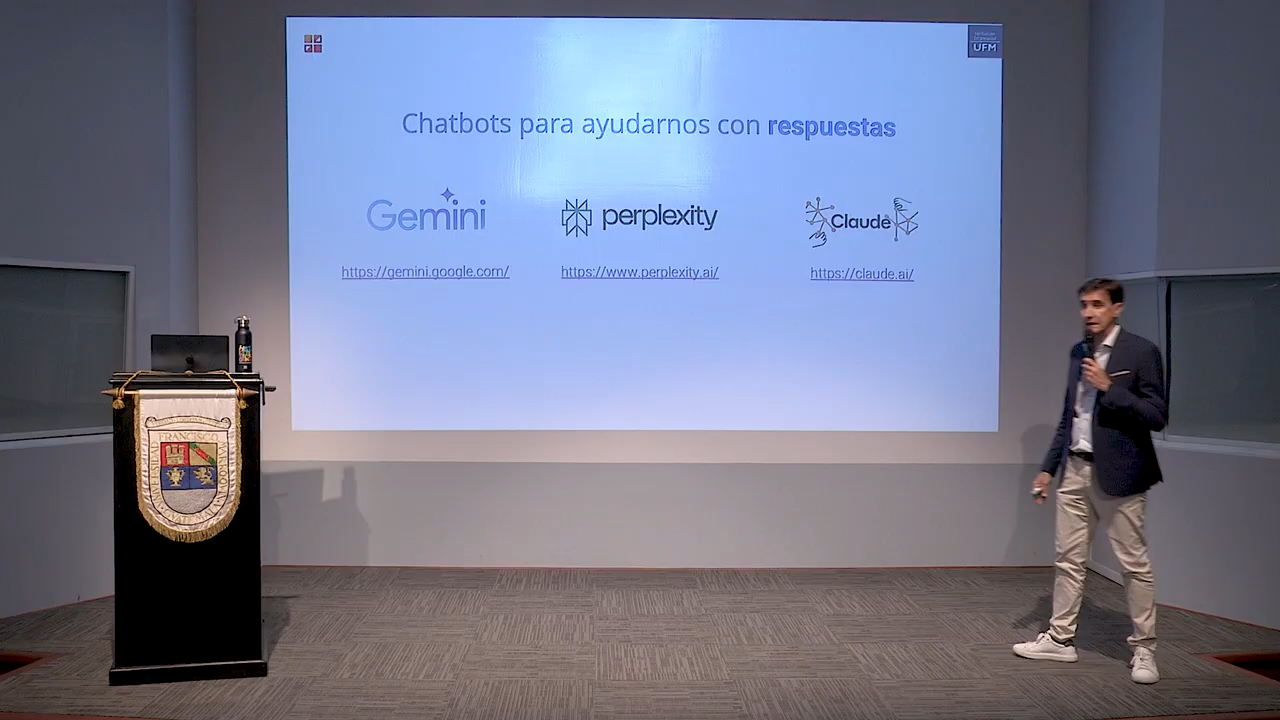 UFM
Chatbots para ayudarnos con respuestas
Gemini
perplexity
Claude
https://gemini.google.com/
https://www.perplexity.ai/
https://claude.ai/
FRANCISCO